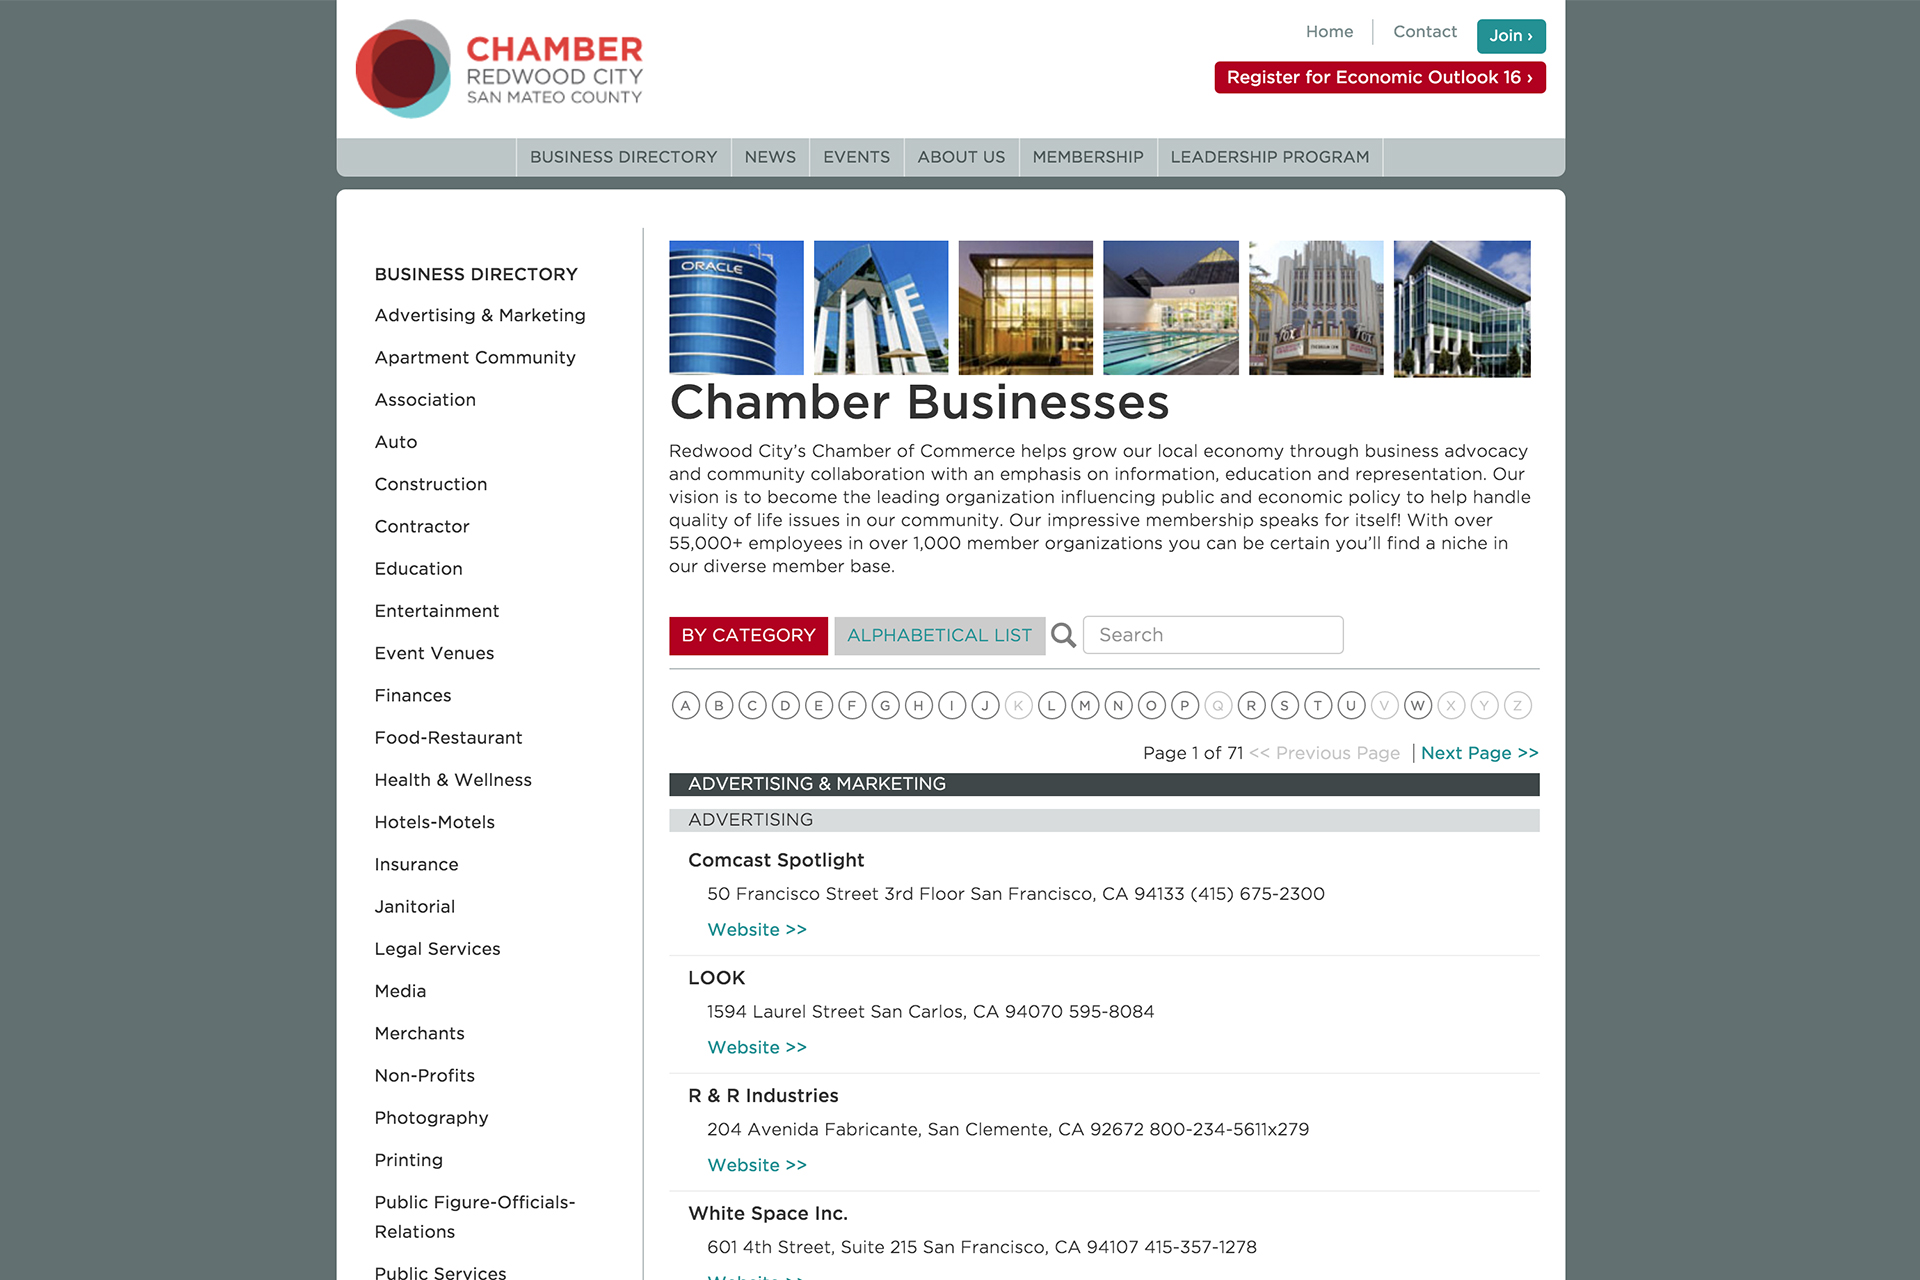 CHAMBER
REDWOOD CITY
SAN MATEO COUNTY
Home
Contact
Join ›
Register for Economic Outlook 16 ›
BUSINESS DIRECTORY
NEWS
EVENTS
ABOUT US
MEMBERSHIP
LEADERSHIP PROGRAM
BUSINESS DIRECTORY
Advertising & Marketing
Apartment Community
Association
Auto
Construction
Contractor
Education
Entertainment
Event Venues
Finances
Food-Restaurant
Health & Wellness
Hotels-Motels
Insurance
Janitorial
Legal Services
Media
Merchants
Non-Profits
Photography
Printing
Public Figure-Officials-
Relations
Public Services
ORACLE
FOX
FOX
Chamber Businesses
Redwood City’s Chamber of Commerce helps grow our local economy through business advocacy
and community collaboration with an emphasis on information, education and representation. Our
vision is to become the leading organization influencing public and economic policy to help handle
quality of life issues in our community. Our impressive membership speaks for itself! With over
55,000+ employees in over 1,000 member organizations you can be certain you’ll find a niche in
our diverse member base.
BY CATEGORY
ALPHABETICAL LIST
Search
A B C D E F G H I J K L M N O P Q R S T U V W X Y Z
Page 1 of 71 << Previous Page | Next Page >>
ADVERTISING & MARKETING
ADVERTISING
Comcast Spotlight
50 Francisco Street 3rd Floor San Francisco, CA 94133 (415) 675-2300
Website >>
LOOK
1594 Laurel Street San Carlos, CA 94070 595-8084
Website >>
R & R Industries
204 Avenida Fabricante, San Clemente, CA 92672 800-234-5611x279
Website >>
White Space Inc.
601 4th Street, Suite 215 San Francisco, CA 94107 415-357-1278
Website >>